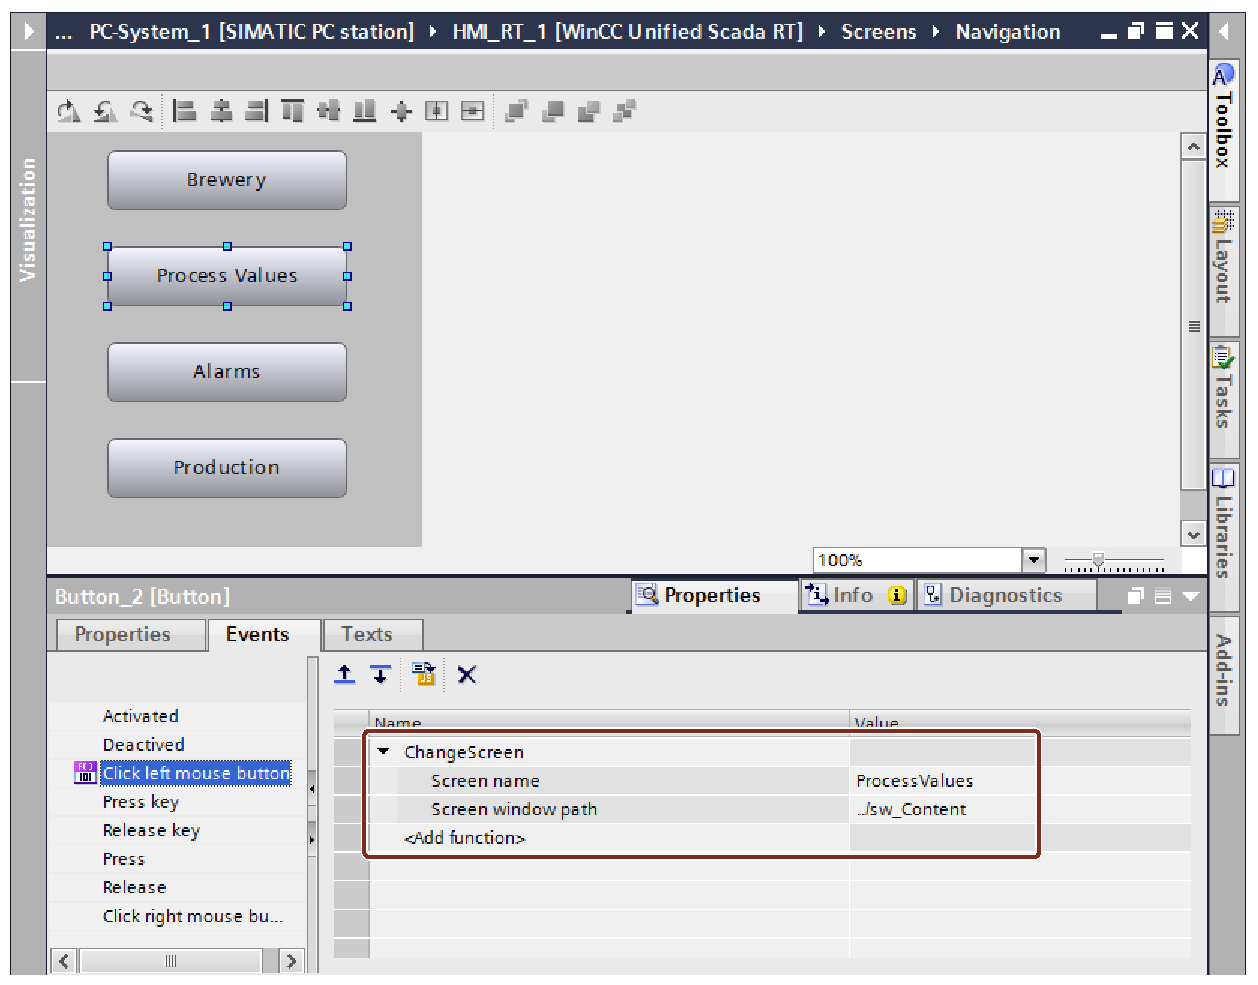 ... PC-System_1 [SIMATIC PC station] ▸ HMI_RT_1 [WinCC Unified Scada RT] ▸ Screens ▸ Navigation
Visualization
Brewery
Process Values
Alarms
Production
100%
Toolbox
Layout
Tasks
Libraries
Add-ins
Button_2 [Button]
Properties
Info
Diagnostics
Properties
Events
Texts
Activated
Deactived
Click left mouse button
Press key
Release key
Press
Release
Click right mouse bu...
Name Value
ChangeScreen
Screen name ProcessValues
Screen window path ../sw_Content
<Add function>